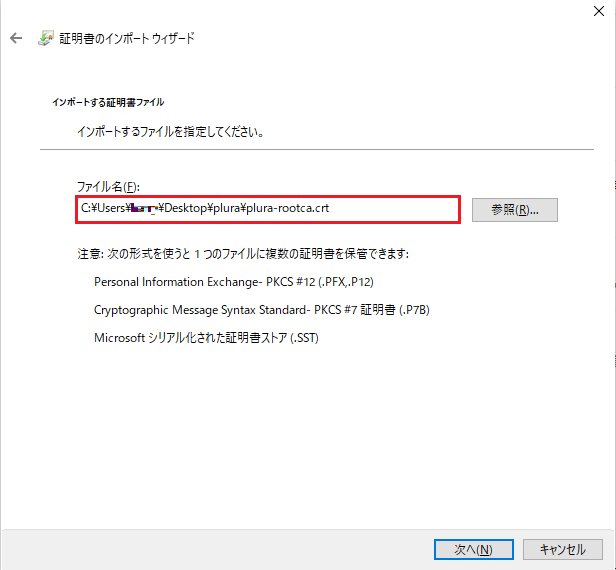 証明書のインポート ウィザード
インポートする証明書ファイル
インポートするファイルを指定してください。
ファイル名(F):
C:¥Users¥ ¥Desktop¥plura¥plura-rootca.crt
参照(R)...
注意: 次の形式を使うと 1 つのファイルに複数の証明書を保管できます:
Personal Information Exchange- PKCS #12 (.PFX,.P12)
Cryptographic Message Syntax Standard- PKCS #7 証明書 (.P7B)
Microsoft シリアル化された証明書ストア (.SST)
次へ(N)
キャンセル